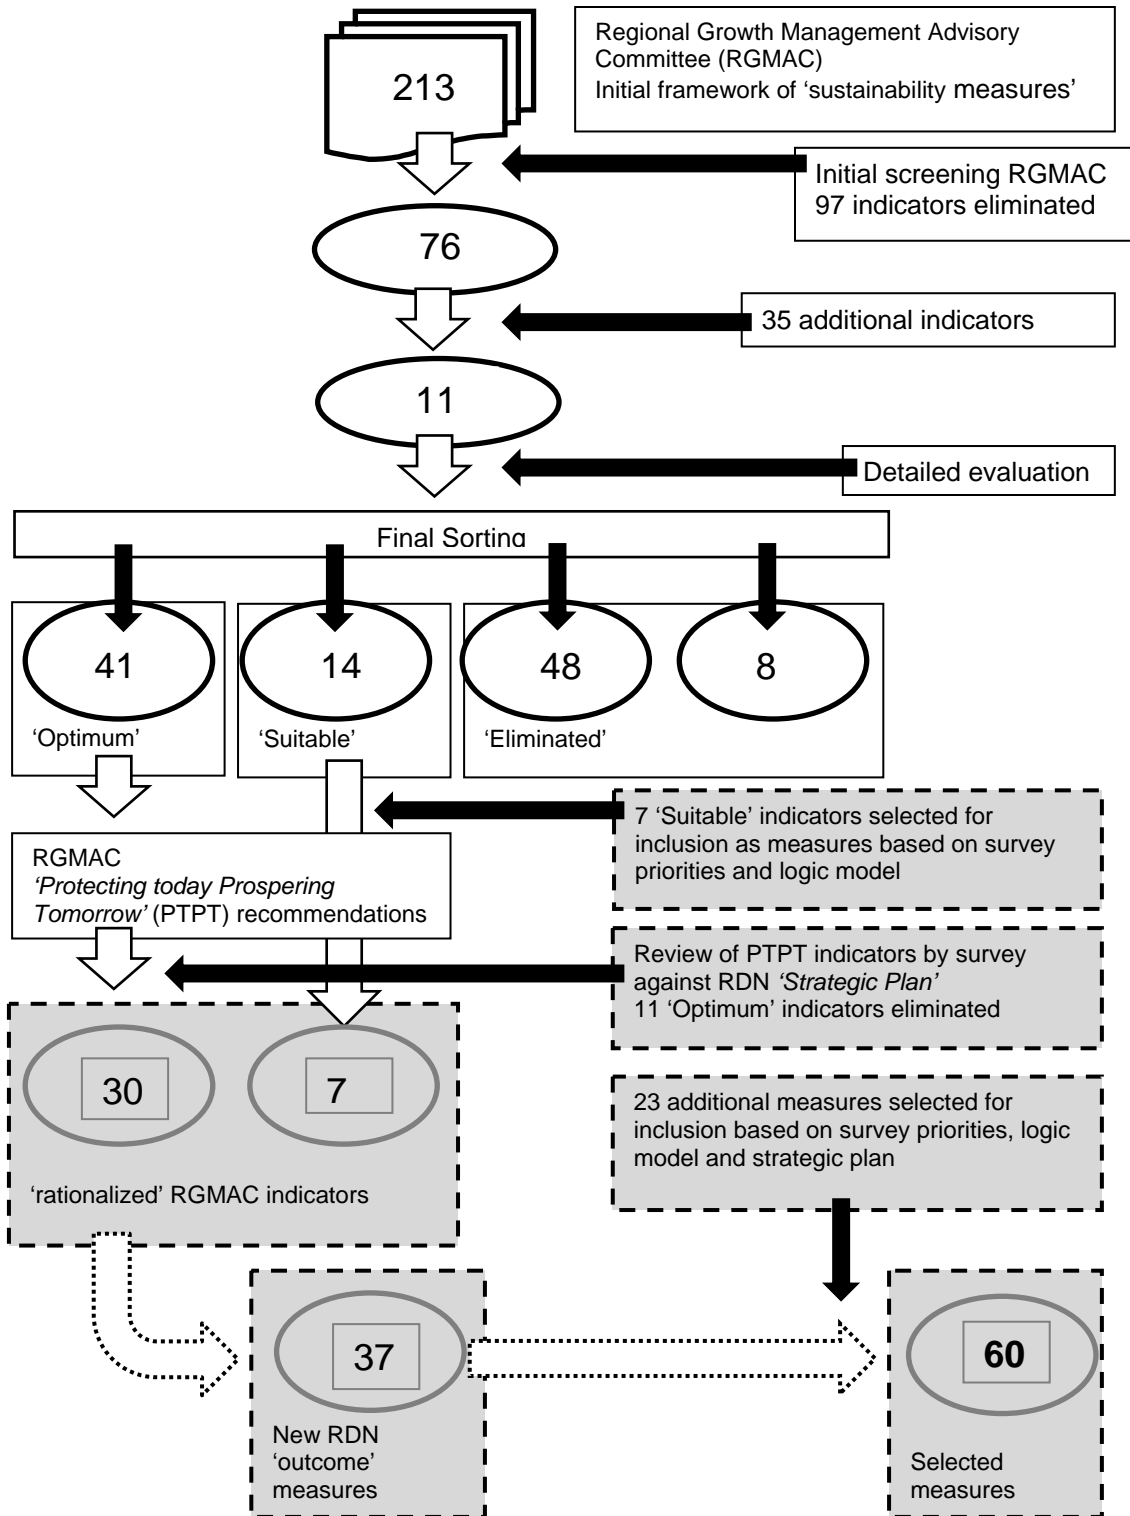 213
Regional Growth Management Advisory
Committee (RGMAC)
Initial framework of ‘sustainability measures’
Initial screening RGMAC
97 indicators eliminated
76
35 additional indicators
11
Detailed evaluation
Final Sorting
41
‘Optimum’
14
‘Suitable’
48
8
‘Eliminated’
7 ‘Suitable’ indicators selected for
inclusion as measures based on survey
priorities and logic model
RGMAC
‘Protecting today Prospering
Tomorrow’ (PTPT) recommendations
Review of PTPT indicators by survey
against RDN ‘Strategic Plan’
11 ‘Optimum’ indicators eliminated
30
7
‘rationalized’ RGMAC indicators
23 additional measures selected for
inclusion based on survey priorities, logic
model and strategic plan
37
New RDN
‘outcome’
measures
60
Selected
measures